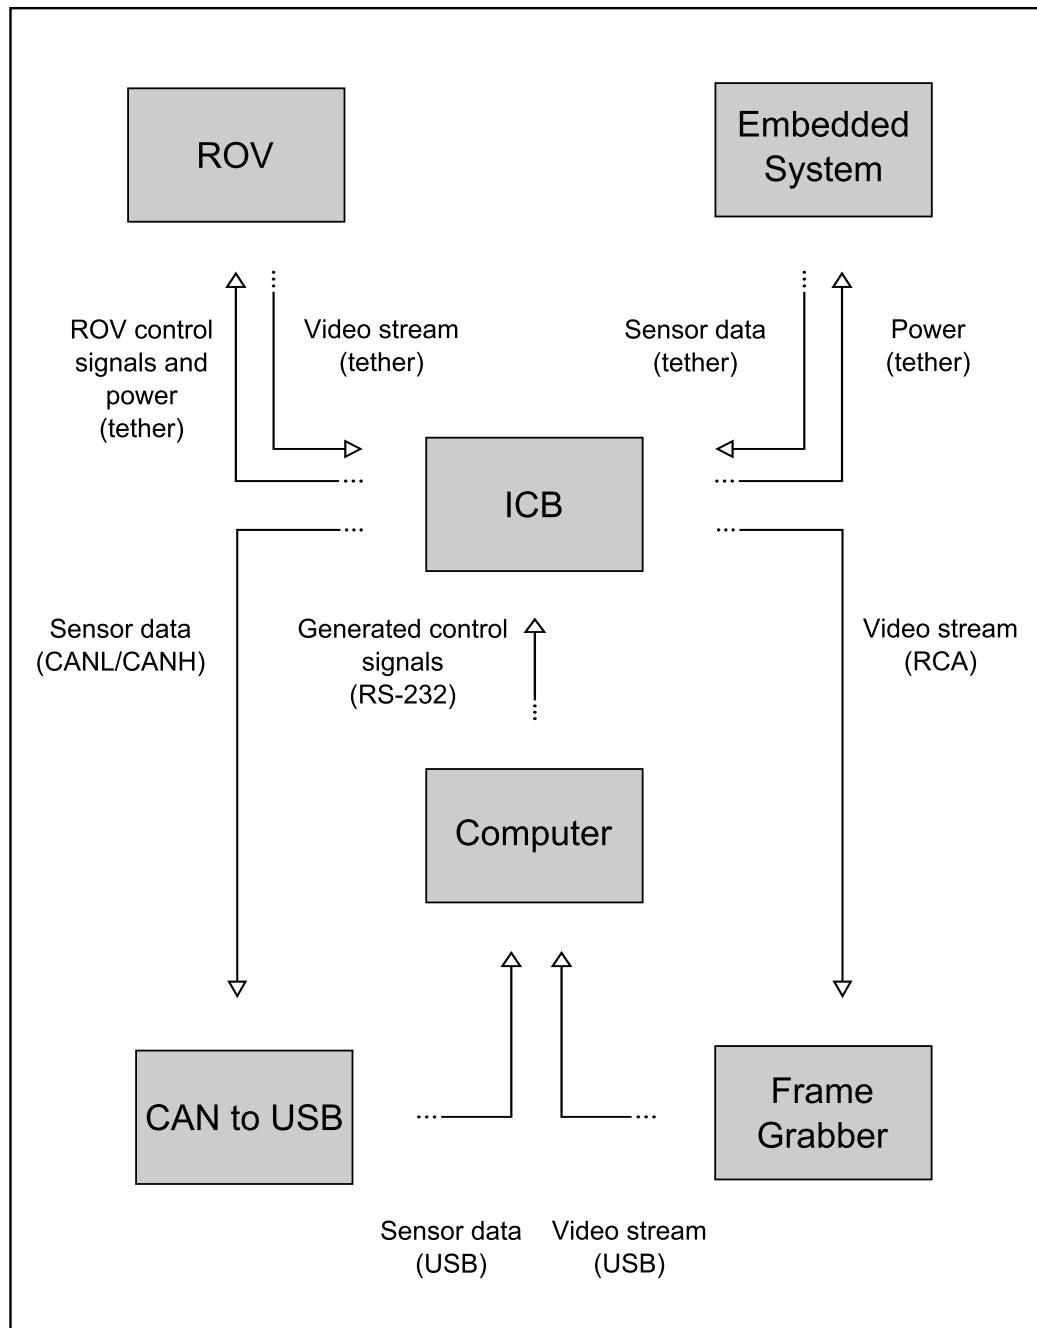 ROV
Embedded
System
ROV control
signals and
power
(tether)
Video stream
(tether)
Sensor data
(tether)
Power
(tether)
ICB
Sensor data
(CANL/CANH)
Generated control
signals
(RS-232)
Video stream
(RCA)
Computer
CAN to USB
Frame
Grabber
Sensor data
(USB)
Video stream
(USB)